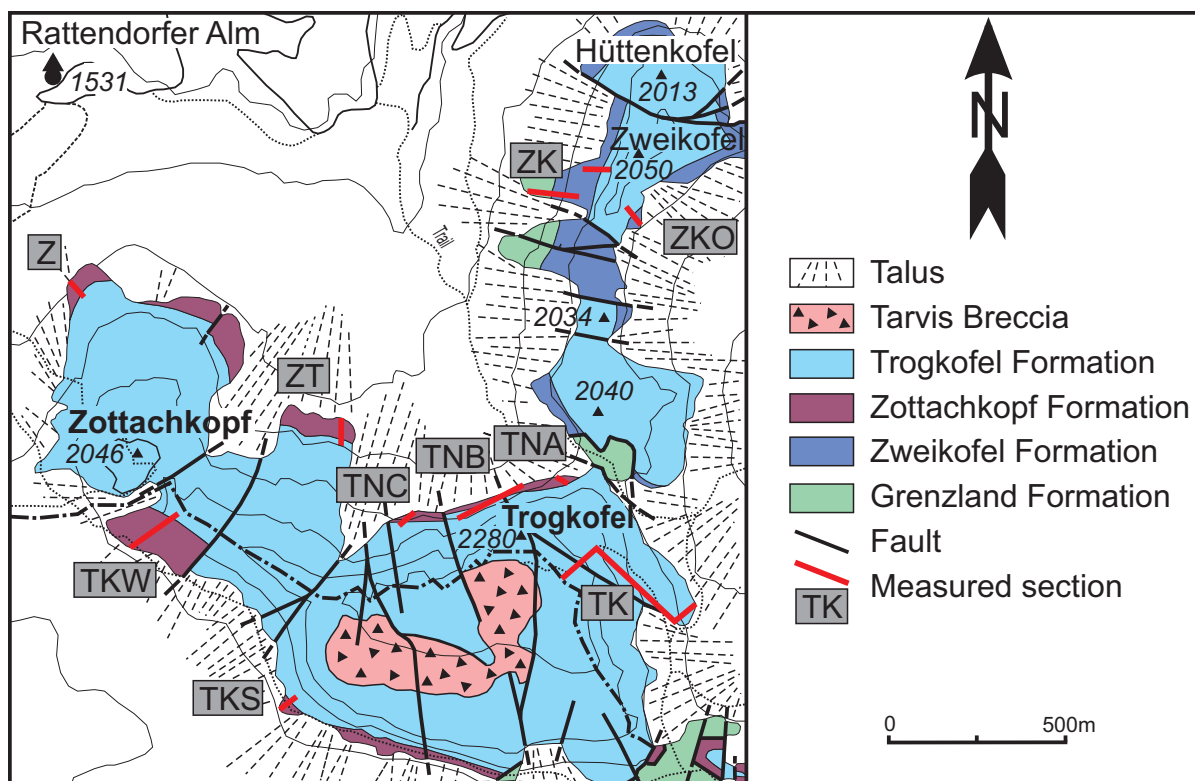 Rattendorfer Alm
1531
Hüttenkofel
2013
Zweikofel
2050
ZK
ZKO
Trail
Z
2034
ZT
2040
Zottachkopf
2046
TNA
TNB
TNC
Trogkofel
2280
TKW
TK
TKS
N
Talus
Tarvis Breccia
Trogkofel Formation
Zottachkopf Formation
Zweikofel Formation
Grenzland Formation
Fault
Measured section
TK
0 500m